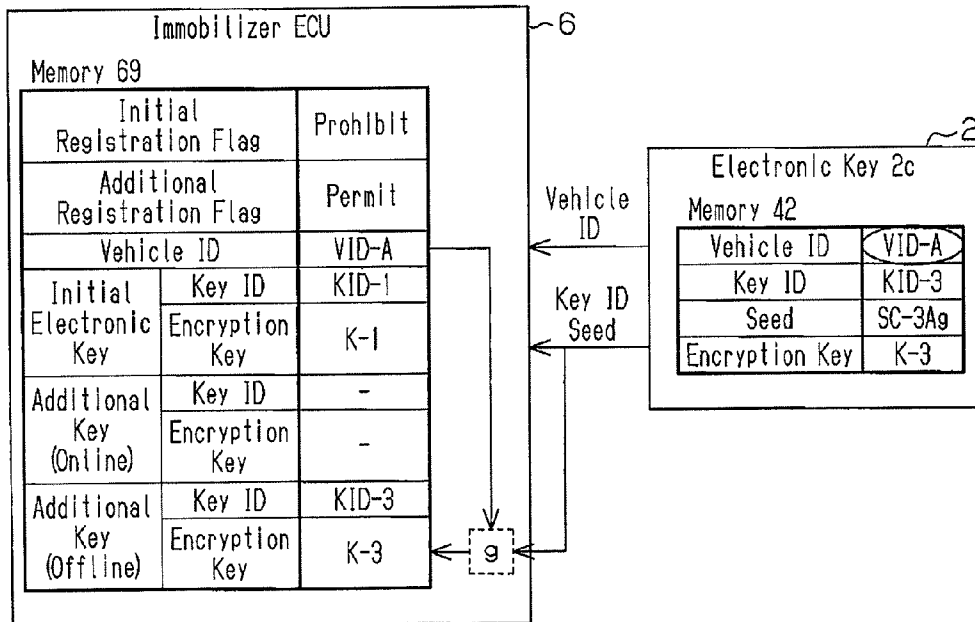 Immobilizer ECU
6
Memory 69
Initial
Registration Flag
Prohibit
Additional
Registration Flag
Permit
Vehicle ID
VID-A
Initial
Electronic
Key
Key ID
KID-1
Encryption
Key
K-1
Additional
Key
(Online)
Key ID
-
Encryption
Key
-
Additional
Key
(Offline)
Key ID
KID-3
Encryption
Key
K-3
g
Vehicle
ID
Key ID
Seed
2
Electronic Key 2c
Memory 42
Vehicle ID
VID-A
Key ID
KID-3
Seed
SC-3Ag
Encryption Key
K-3